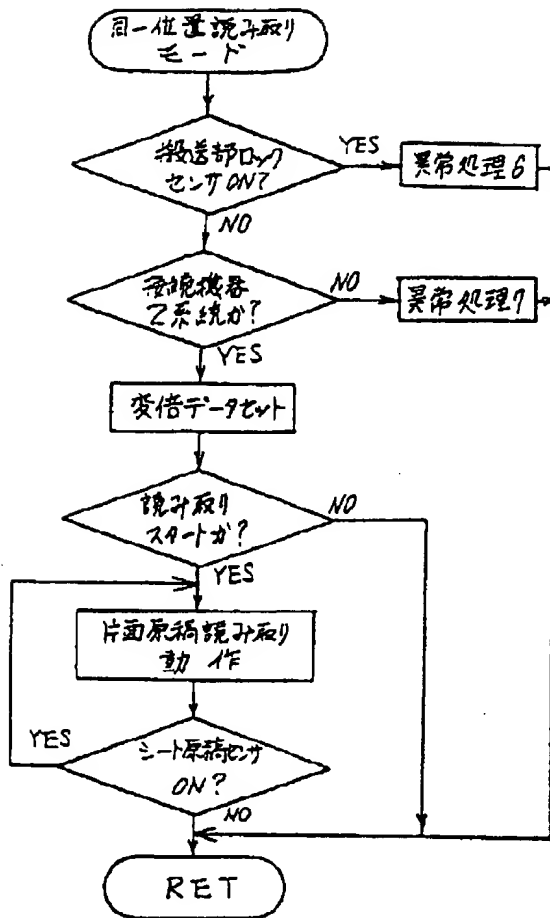 同一位置読み取り
モード
搬送部ロック
センサON?
YES
異常処理6
NO
接続機器
2系統か?
NO
異常処理7
YES
変倍データセット
読み取り
スタートか?
NO
YES
片面原稿読み取り
動作
YES
シート原稿センサ
ON?
NO
RET